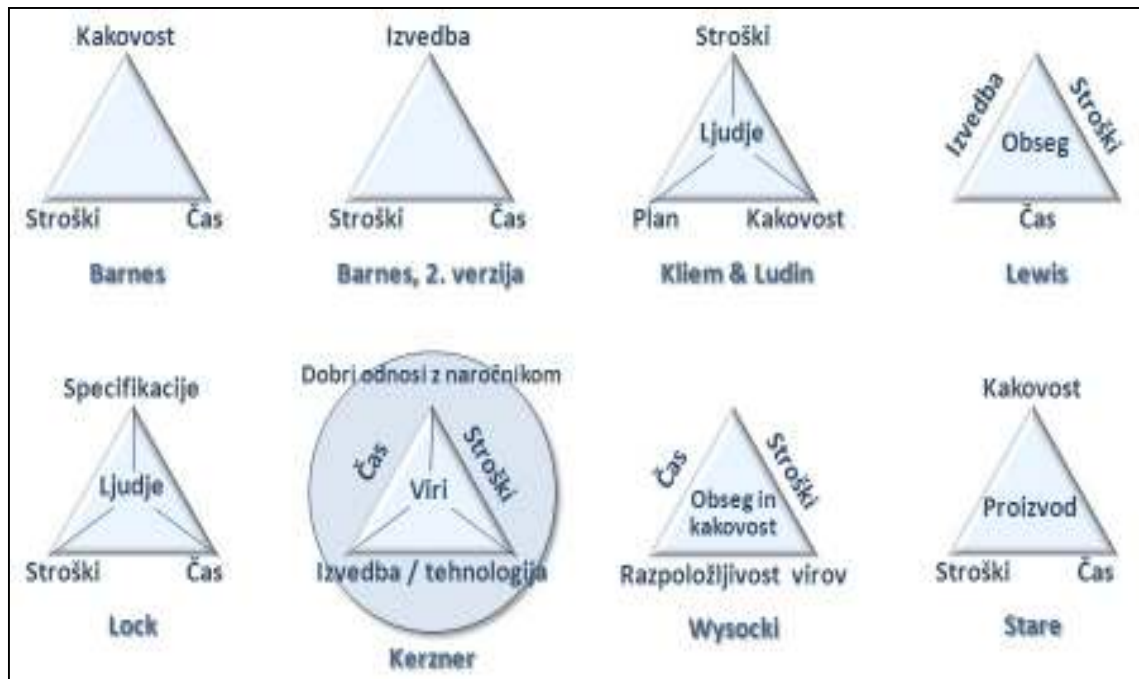 Kakovost
Stroški Čas
Barnes
Izvedba
Stroški Čas
Barnes, 2. verzija
Stroški
Ljudje
Plan Kakovost
Kliem & Ludin
Izvedba
Stroški
Obseg
Čas
Lewis
Specifikacije
Ljudje
Stroški Čas
Lock
Dobri odnosi z naročnikom
Čas
Stroški
Viri
Izvedba / tehnologija
Kerzner
Čas
Stroški
Obseg in
kakovost
Razpoložljivost virov
Wysocki
Kakovost
Proizvod
Stroški Čas
Stare